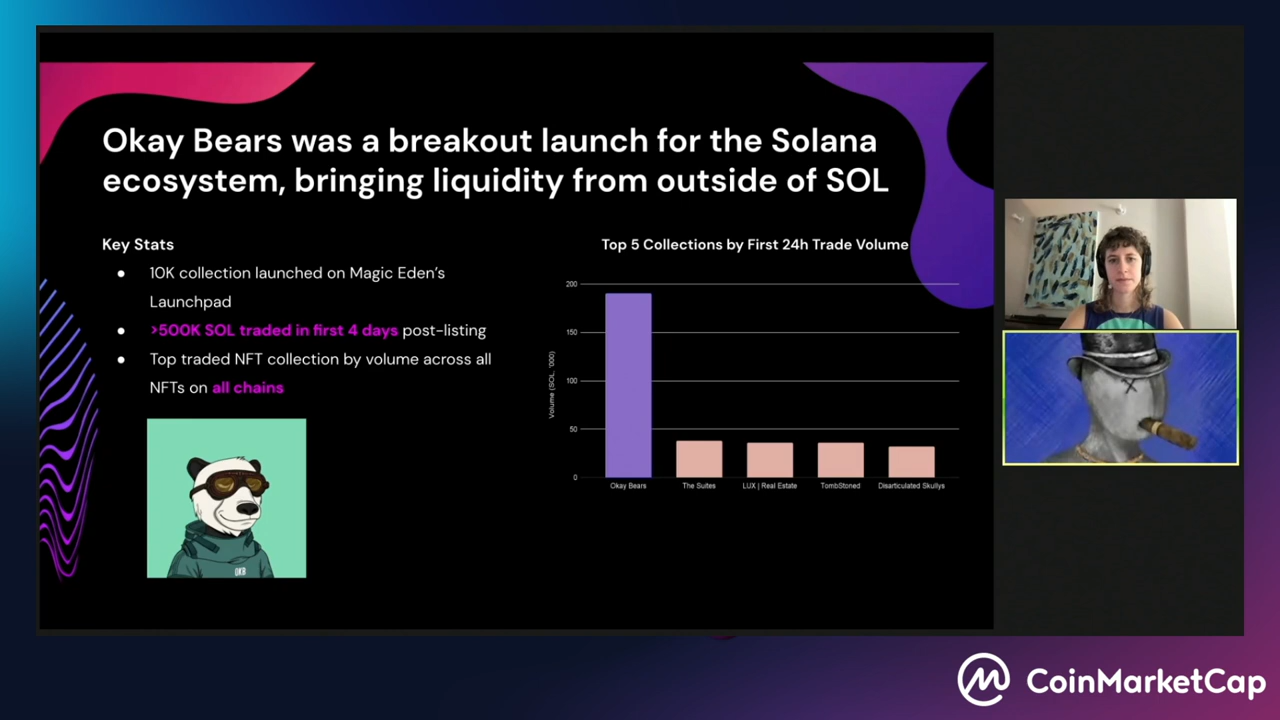 Okay Bears was a breakout launch for the Solana
ecosystem, bringing liquidity from outside of SOL
Key Stats
● 10K collection launched on Magic Eden’s
Launchpad
● >500K SOL traded in first 4 days post-listing
● Top traded NFT collection by volume across all
NFTs on all chains
OKB
Top 5 Collections by First 24h Trade Volume
Volume (SOL, '000)
200
150
100
50
0
Okay Bears
The Suites
LUX | Real Estate
TombStoned
Disarticulated Skullys
CoinMarketCap